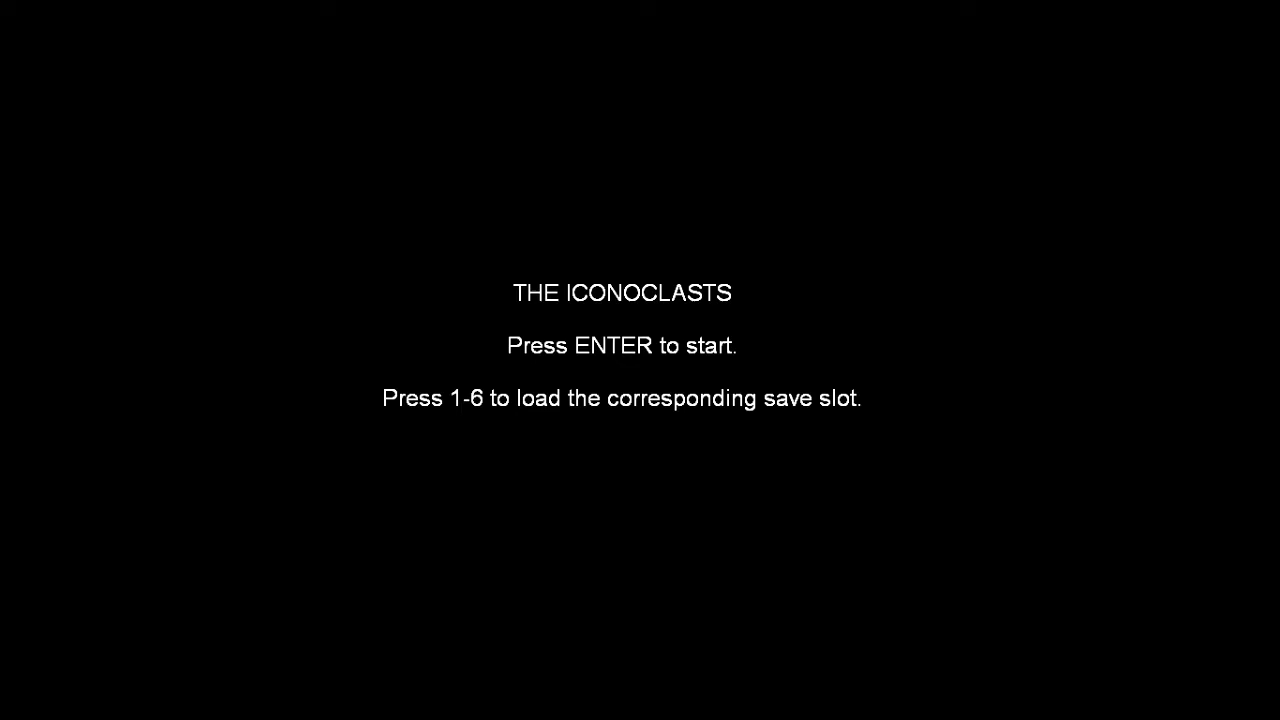 THE ICONOCLASTS
Press ENTER to start.
Press 1-6 to load the corresponding save slot.